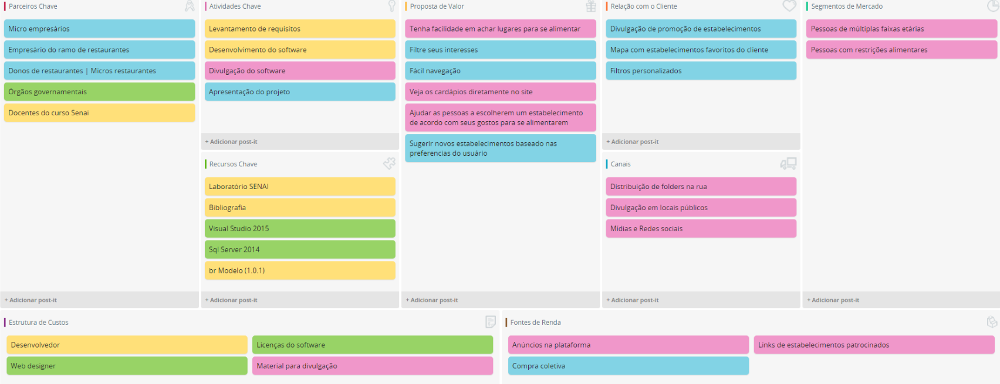 Parceiros Chave
Micro empresários
Empresário do ramo de restaurantes
Donos de restaurantes | Micros restaurantes
Órgãos governamentais
Docentes do curso Senai
+ Adicionar post-it
Atividades Chave
Levantamento de requisitos
Desenvolvimento do software
Divulgação do software
Apresentação do projeto
+ Adicionar post-it
Recursos Chave
Laboratório SENAI
Bibliografia
Visual Studio 2015
Sql Server 2014
br Modelo (1.0.1)
+ Adicionar post-it
Proposta de Valor
Tenha facilidade em achar lugares para se alimentar
Filtre seus interesses
Fácil navegação
Veja os cardápios diretamente no site
Ajudar as pessoas a escolherem um estabelecimento
de acordo com seus gostos para se alimentarem
Sugerir novos estabelecimentos baseado nas
preferencias do usuário
+ Adicionar post-it
Relação com o Cliente
Divulgação de promoção de estabelecimentos
Mapa com estabelecimentos favoritos do cliente
Filtros personalizados
+ Adicionar post-it
Canais
Distribuição de folders na rua
Divulgação em locais públicos
Mídias e Redes sociais
+ Adicionar post-it
Segmentos de Mercado
Pessoas de múltiplas faixas etárias
Pessoas com restrições alimentares
+ Adicionar post-it
Estrutura de Custos
Desenvolvedor
Licenças do software
Web designer
Material para divulgação
Fontes de Renda
Anúncios na plataforma
Links de estabelecimentos patrocinados
Compra coletiva